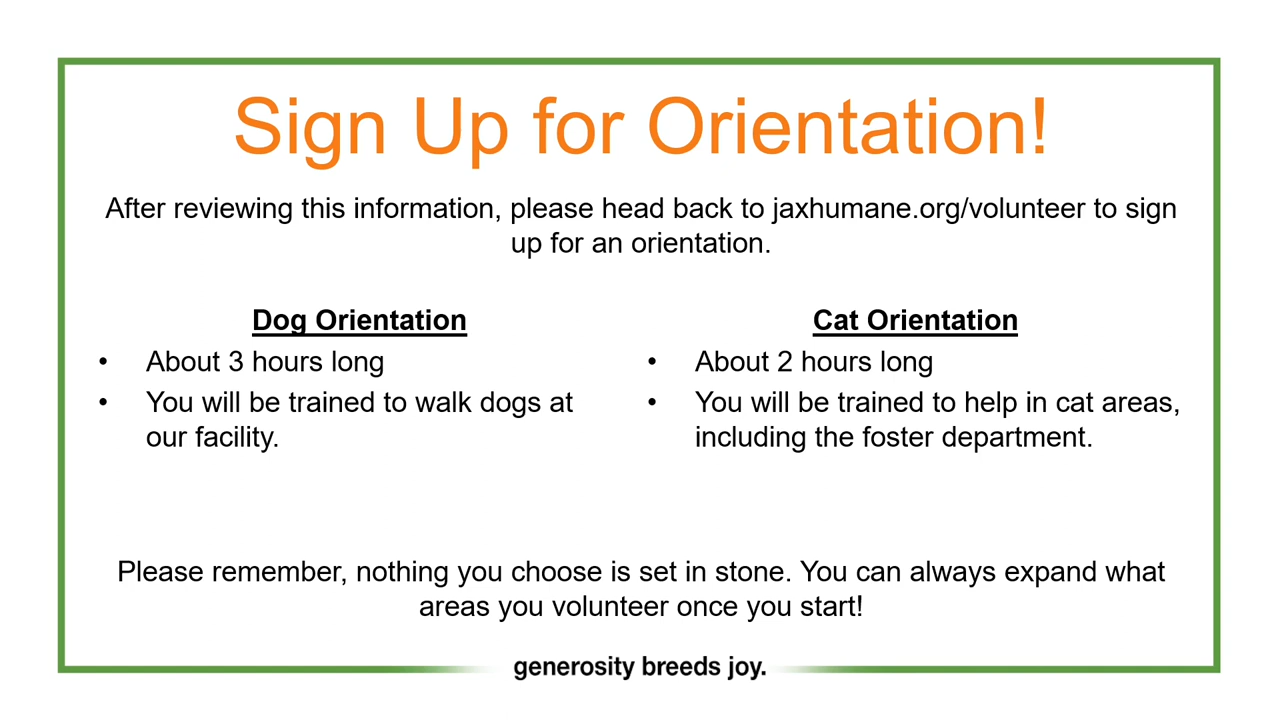 Sign Up for Orientation!
After reviewing this information, please head back to jaxhumane.org/volunteer to sign
up for an orientation.
Dog Orientation
• About 3 hours long
• You will be trained to walk dogs at
our facility.
Cat Orientation
• About 2 hours long
• You will be trained to help in cat areas,
including the foster department.
Please remember, nothing you choose is set in stone. You can always expand what
areas you volunteer once you start!
generosity breeds joy.